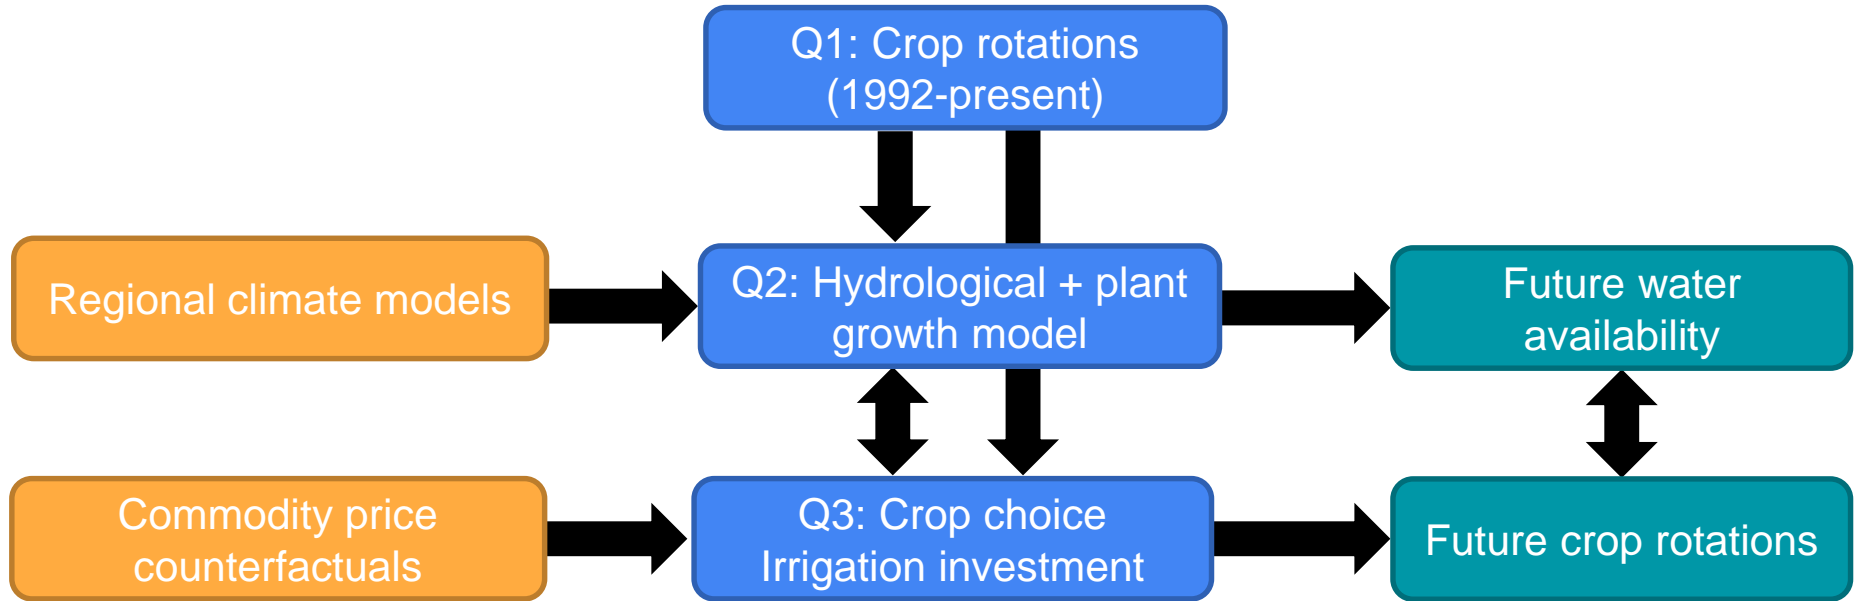 Q1: Crop rotations
(1992-present)
Regional climate models
Q2: Hydrological + plant
growth model
Future water
availability
Commodity price
counterfactuals
Q3: Crop choice
Irrigation investment
Future crop rotations